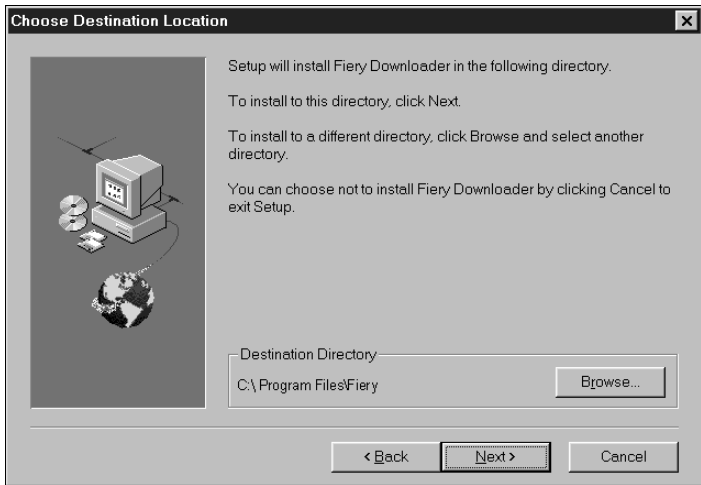 Choose Destination Location
Setup will install Fiery Downloader in the following directory.
To install to this directory, click Next.
To install to a different directory, click Browse and select another
directory.
You can choose not to install Fiery Downloader by clicking Cancel to
exit Setup.
Destination Directory
C:\ Program Files\Fiery
Browse...
< Back
Next >
Cancel